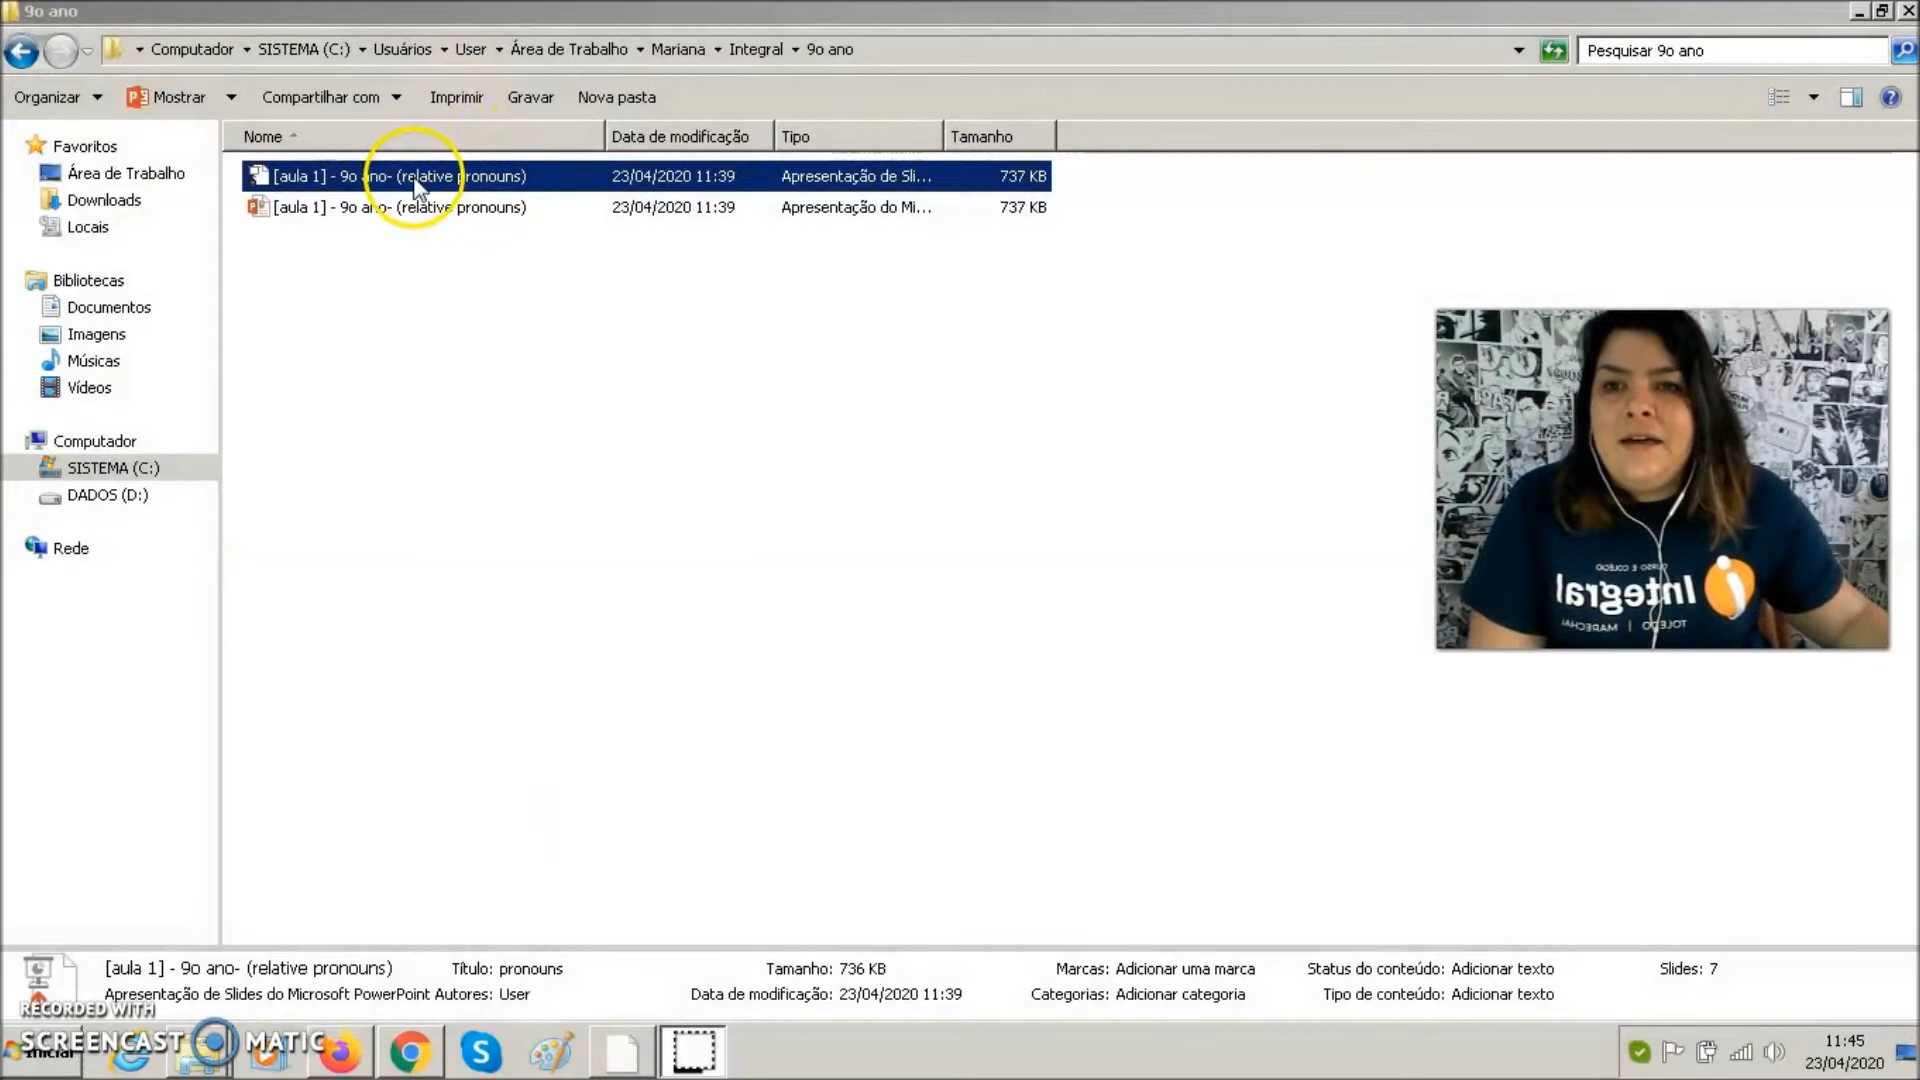 9o ano
Computador SISTEMA (C:) Usuários User Área de Trabalho Mariana Integral 9o ano
Pesquisar 9o ano
Organizar Mostrar Compartilhar com Imprimir Gravar Nova pasta
Nome Data de modificação Tipo Tamanho
[aula 1] - 9o ano- (relative pronouns) 23/04/2020 11:39 Apresentação de Sli... 737 KB
[aula 1] - 9o ano- (relative pronouns) 23/04/2020 11:39 Apresentação do Mi... 737 KB
Favoritos
Área de Trabalho
Downloads
Locais
Bibliotecas
Documentos
Imagens
Músicas
Vídeos
Computador
SISTEMA (C:)
DADOS (D:)
Rede
CURSO E COLÉGIO
Integral
TOLEDO | MARECHAL
[aula 1] - 9o ano- (relative pronouns) Título: pronouns Tamanho: 736 KB Marcas: Adicionar uma marca Status do conteúdo: Adicionar texto Slides: 7
Apresentação de Slides do Microsoft PowerPoint Autores: User Data de modificação: 23/04/2020 11:39 Categorias: Adicionar categoria Tipo de conteúdo: Adicionar texto
RECORDED WITH
SCREENCAST MATIC
Iniciar
11:45
23/04/2020